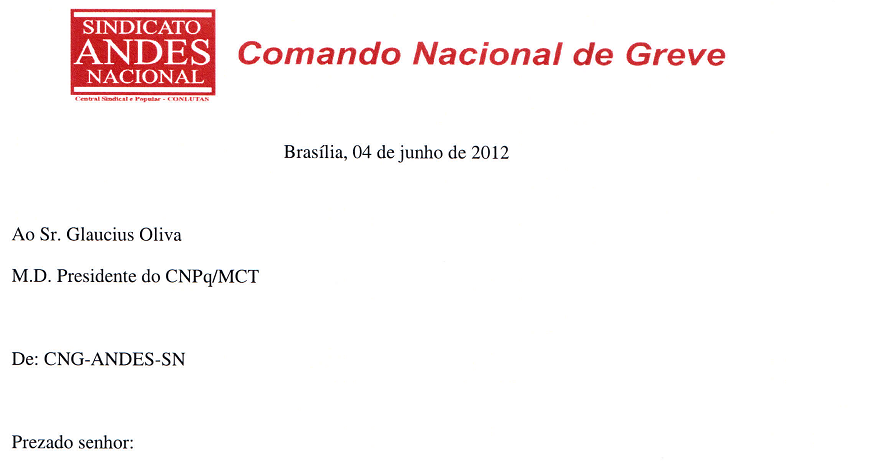 SINDICATO
ANDES
NACIONAL
Central Sindical e Popular - CONLUTAS
Comando Nacional de Greve
Brasília, 04 de junho de 2012
Ao Sr. Glaucius Oliva
M.D. Presidente do CNPq/MCT
De: CNG-ANDES-SN
Prezado senhor: